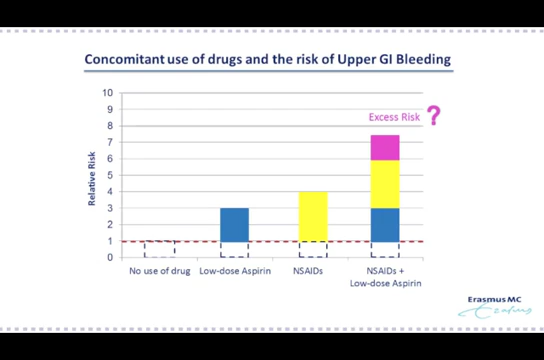 Concomitant use of drugs and the risk of Upper GI Bleeding
10
9
8
7
6
5
4
3
2
1
0
Relative Risk
Excess Risk ?
No use of drug
Low-dose Aspirin
NSAIDs
NSAIDs +
Low-dose Aspirin
Erasmus MC
Erasmus